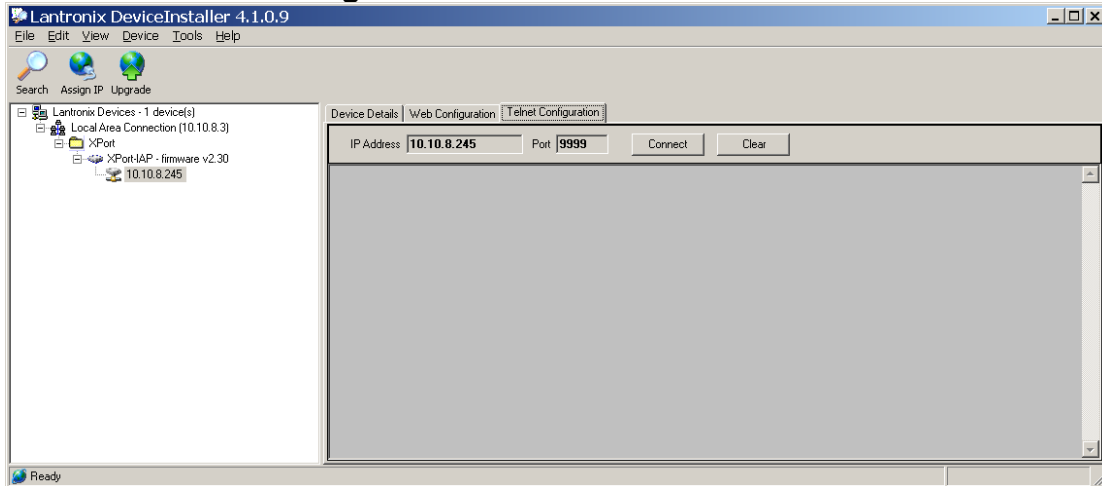 Lantronix DeviceInstaller 4.1.0.9
File Edit View Device Tools Help
Search Assign IP Upgrade
Lantronix Devices - 1 device(s)
Local Area Connection (10.10.8.3)
XPort
XPort-IAP - firmware v2.30
10.10.8.245
Device Details Web Configuration Telnet Configuration
IP Address 10.10.8.245 Port 9999 Connect Clear
Ready